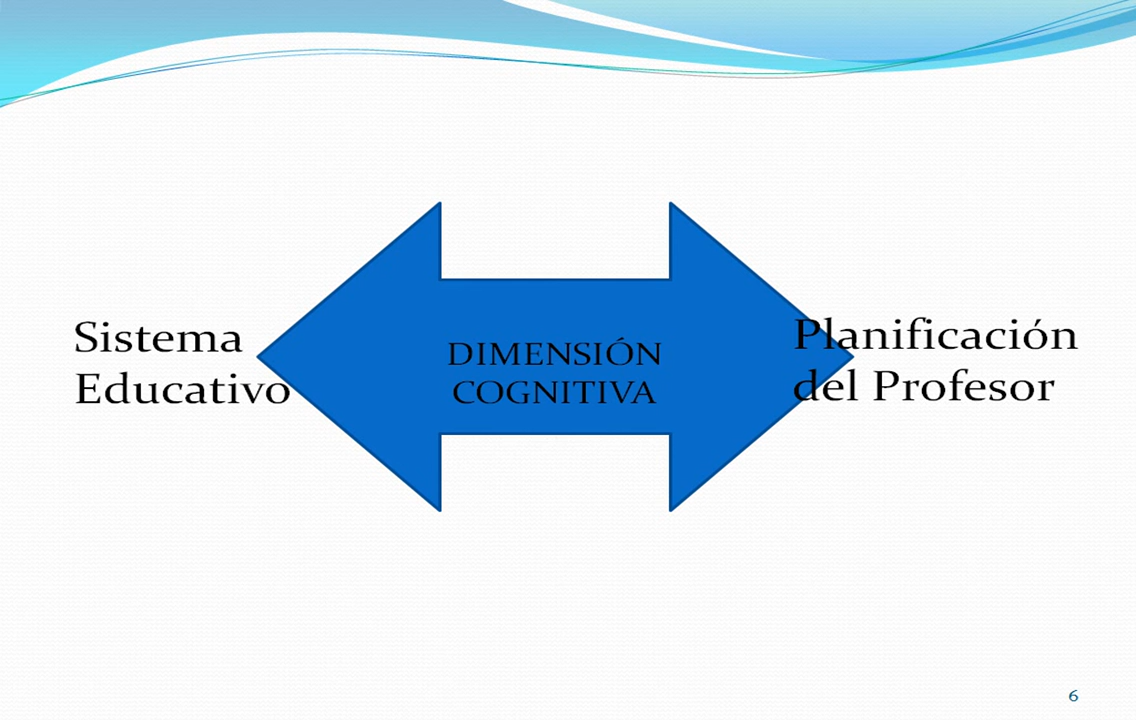 Sistema
Educativo
DIMENSIÓN
COGNITIVA
Planificación
del Profesor
6